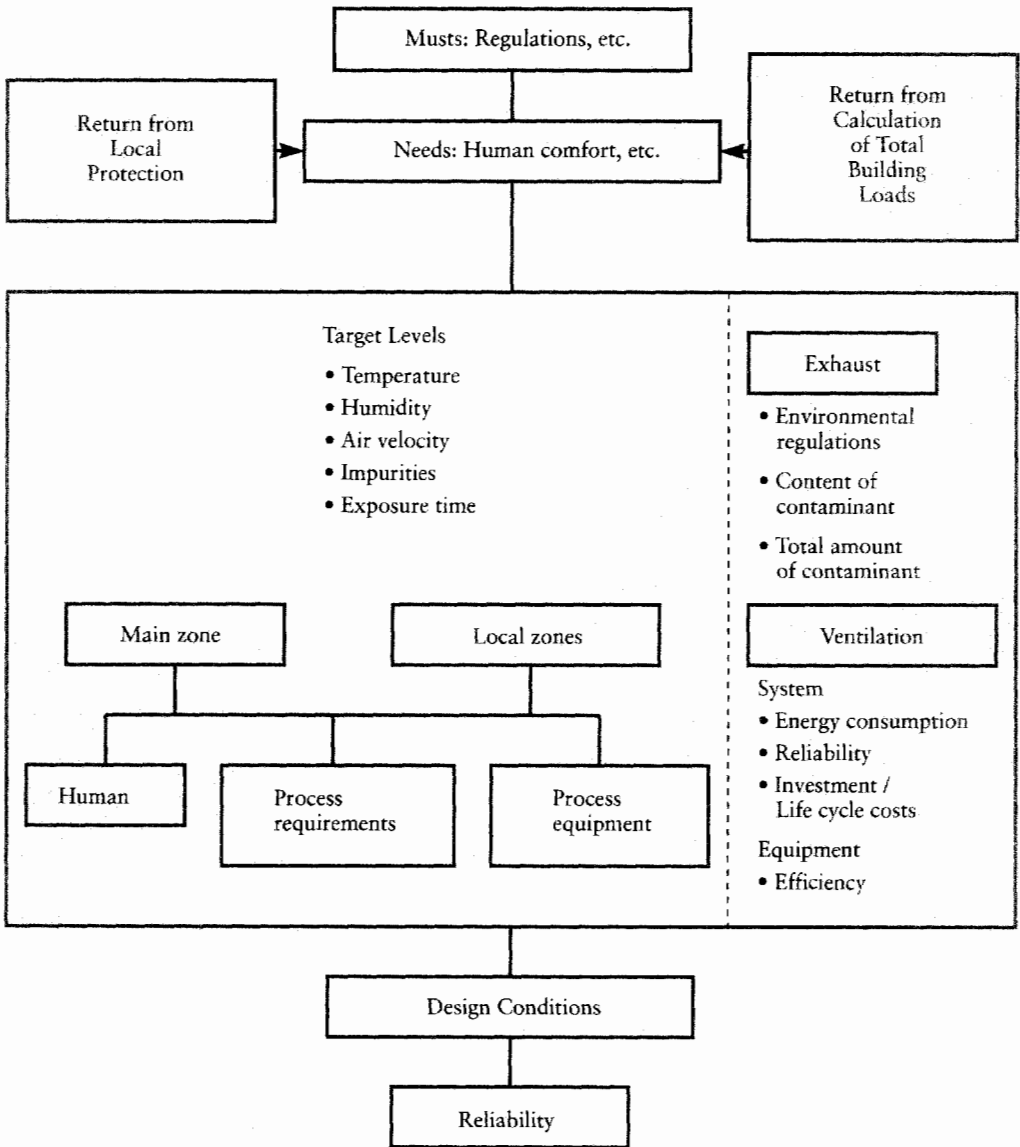 Musts: Regulations, etc.
Return from
Local
Protection
Needs: Human comfort, etc.
Return from
Calculation
of Total
Building
Loads
Target Levels
• Temperature
• Humidity
• Air velocity
• Impurities
• Exposure time
Main zone
Local zones
Human
Process
requirements
Process
equipment
Exhaust
• Environmental
regulations
• Content of
contaminant
• Total amount
of contaminant
Ventilation
System
• Energy consumption
• Reliability
• Investment /
Life cycle costs
Equipment
• Efficiency
Design Conditions
Reliability